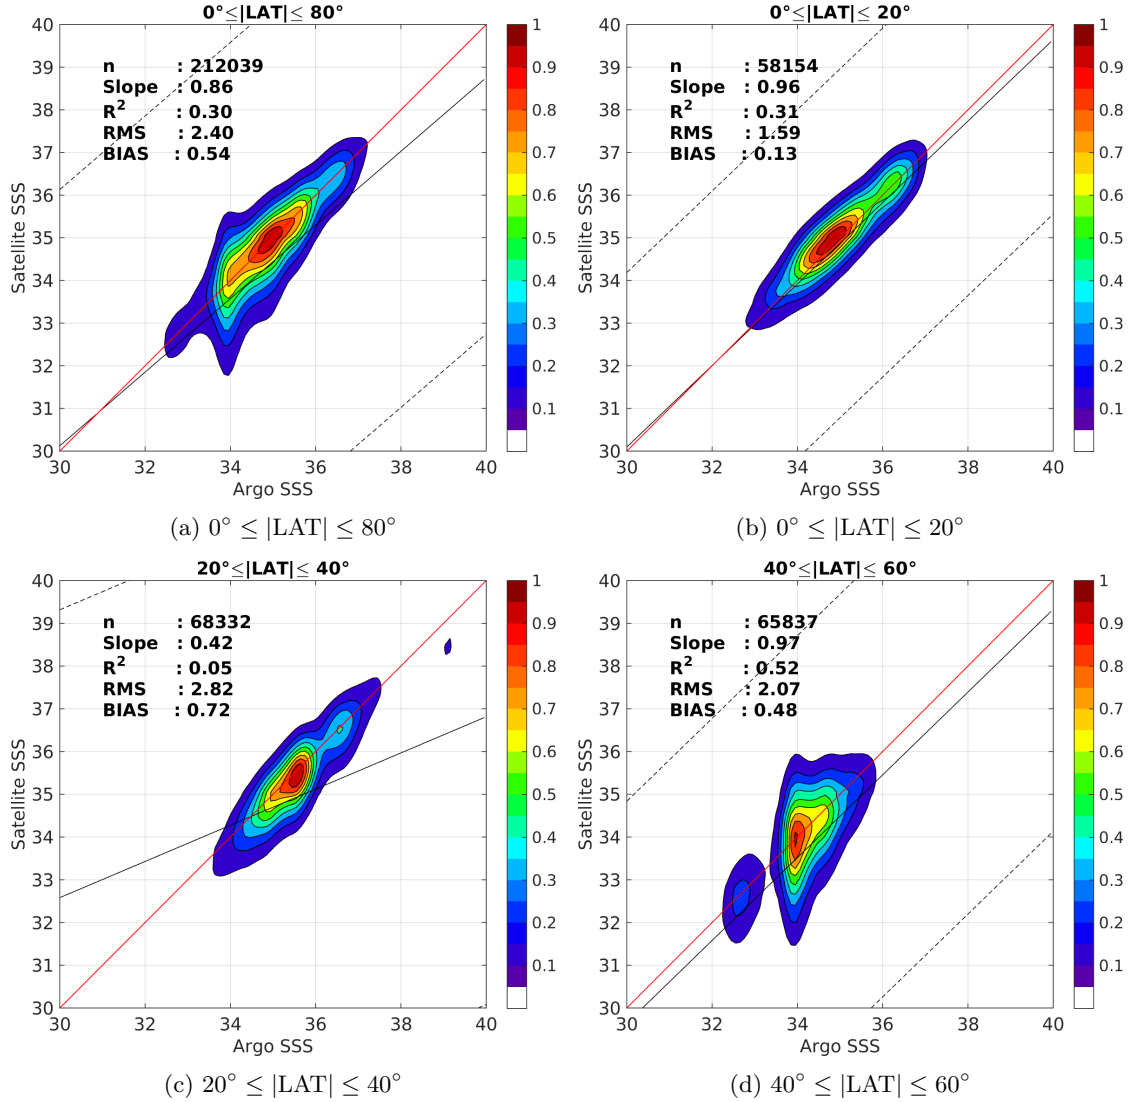 0°≤|LAT|≤ 80°
40
39
38
37
36
35
34
33
32
31
30
Satellite SSS
n : 212039
Slope : 0.86
R2 : 0.30
RMS : 2.40
BIAS : 0.54
30 32 34 36 38 40
Argo SSS
1
0.9
0.8
0.7
0.6
0.5
0.4
0.3
0.2
0.1
(a) 0° ≤ |LAT| ≤ 80°
0°≤|LAT|≤ 20°
40
39
38
37
36
35
34
33
32
31
30
Satellite SSS
n : 58154
Slope : 0.96
R2 : 0.31
RMS : 1.59
BIAS : 0.13
30 32 34 36 38 40
Argo SSS
1
0.9
0.8
0.7
0.6
0.5
0.4
0.3
0.2
0.1
(b) 0° ≤ |LAT| ≤ 20°
20°≤|LAT|≤ 40°
40
39
38
37
36
35
34
33
32
31
30
Satellite SSS
n : 68332
Slope : 0.42
R2 : 0.05
RMS : 2.82
BIAS : 0.72
30 32 34 36 38 40
Argo SSS
1
0.9
0.8
0.7
0.6
0.5
0.4
0.3
0.2
0.1
(c) 20° ≤ |LAT| ≤ 40°
40°≤|LAT|≤ 60°
40
39
38
37
36
35
34
33
32
31
30
Satellite SSS
n : 65837
Slope : 0.97
R2 : 0.52
RMS : 2.07
BIAS : 0.48
30 32 34 36 38 40
Argo SSS
1
0.9
0.8
0.7
0.6
0.5
0.4
0.3
0.2
0.1
(d) 40° ≤ |LAT| ≤ 60°